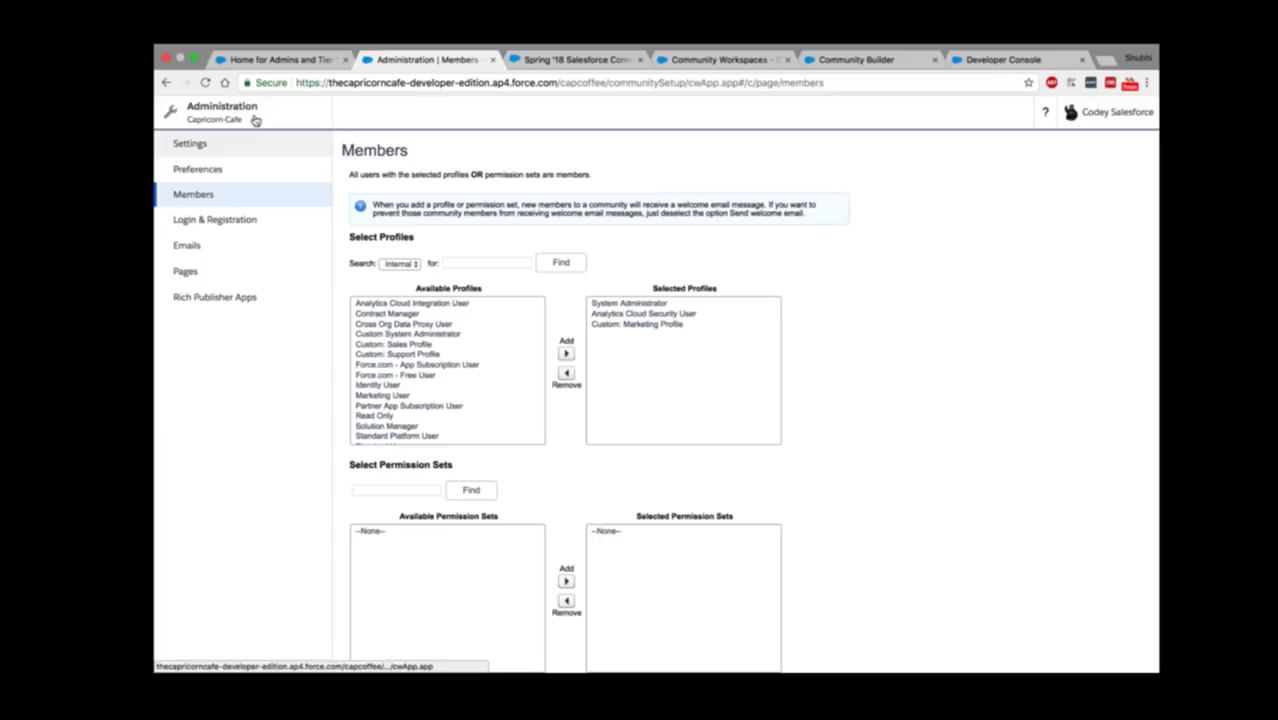 Home for Admins and Tier
Administration | Members
Spring '18 Salesforce Com
Community Workspaces -
Community Builder
Developer Console
Shubhi
Secure https://thecapricorncafe-developer-edition.ap4.force.com/capcoffee/communitySetup/cwApp.app#/c/page/members
Administration
Capricorn-Cafe
? Codey Salesforce
Settings
Preferences
Members
Login & Registration
Emails
Pages
Rich Publisher Apps
Members
All users with the selected profiles OR permission sets are members.
When you add a profile or permission set, new members to a community will receive a welcome email message. If you want to
prevent those community members from receiving welcome email messages, just deselect the option Send welcome email.
Select Profiles
Search: Internal for: Find
Available Profiles
Analytics Cloud Integration User
Contract Manager
Cross Org Data Proxy User
Custom System Administrator
Custom: Sales Profile
Custom: Support Profile
Force.com - App Subscription User
Force.com - Free User
Identity User
Marketing User
Partner App Subscription User
Read Only
Solution Manager
Standard Platform User
Add
Remove
Selected Profiles
System Administrator
Analytics Cloud Security User
Custom: Marketing Profile
Select Permission Sets
Find
Available Permission Sets
--None--
Add
Remove
Selected Permission Sets
--None--
thecapricorncafe-developer-edition.ap4.force.com/capcoffee/.../cwApp.app